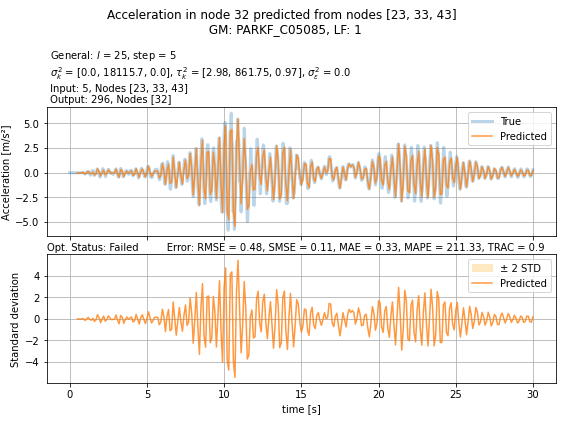 Acceleration in node 32 predicted from nodes [23, 33, 43]
GM: PARKF_C05085, LF: 1
General: l = 25, step = 5
σ²ₖ = [0.0, 18115.7, 0.0], τ²ₖ = [2.98, 861.75, 0.97], σ²ε = 0.0
Input: 5, Nodes [23, 33, 43]
Output: 296, Nodes [32]
Acceleration [m/s²]
5.0
2.5
0.0
−2.5
−5.0
True
Predicted
Opt. Status: Failed
Error: RMSE = 0.48, SMSE = 0.11, MAE = 0.33, MAPE = 211.33, TRAC = 0.9
Standard deviation
4
2
0
−2
−4
± 2 STD
Predicted
0 5 10 15 20 25 30
time [s]